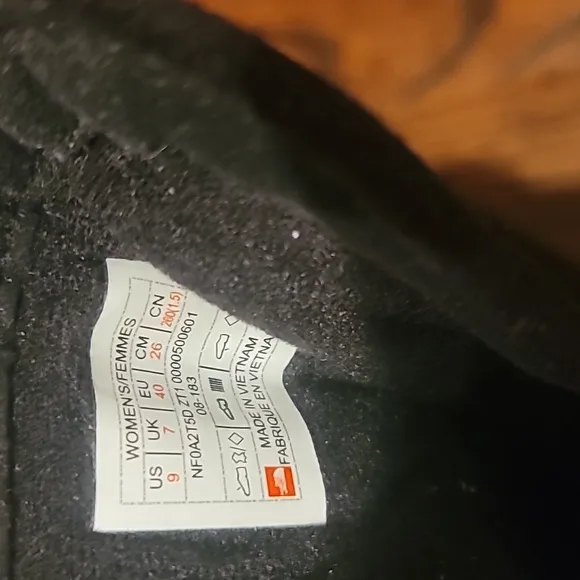 WOMEN'S/FEMMES
US UK EU CM CN
9 7 40 26 260(1.5)
NF0A2T5D ZT1 0000500601
08-183
MADE IN VIETNAM
FABRIQUÉ EN VIETNA